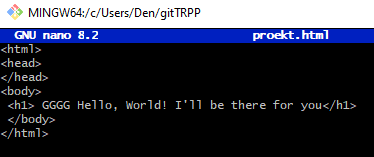 MINGW64:/c/Users/Den/gitTRPP
GNU nano 8.2 proekt.html
<html>
<head>
</head>
<body>
<h1> GGGG Hello, World! I'll be there for you</h1>
</body>
</html>